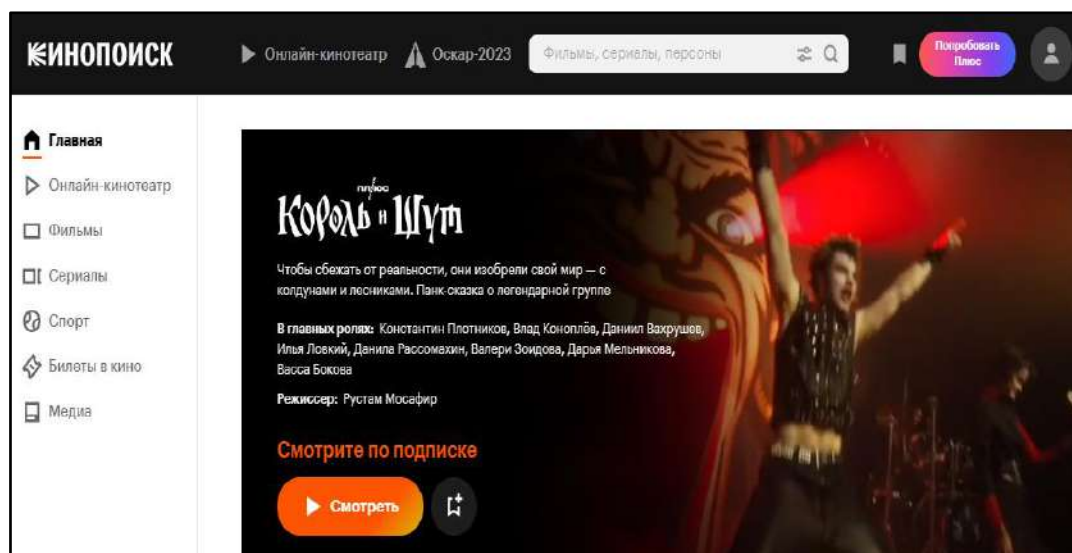 КИНОПОИСК
Онлайн-кинотеатр
Оскар-2023
Фильмы, сериалы, персоны
Попробовать
Плюс
Главная
Онлайн-кинотеатр
Фильмы
Сериалы
Спорт
Билеты в кино
Медиа
плюс
Король и Шут
Чтобы сбежать от реальности, они изобрели свой мир — с
колдунами и лесниками. Панк-сказка о легендарной группе
В главных ролях: Константин Плотников, Влад Коноплёв, Даниил Вахрушев,
Илья Ловкий, Данила Рассомахин, Валери Зоидова, Дарья Мельникова,
Васса Бокова
Режиссер: Рустам Мосафир
Смотрите по подписке
Смотреть